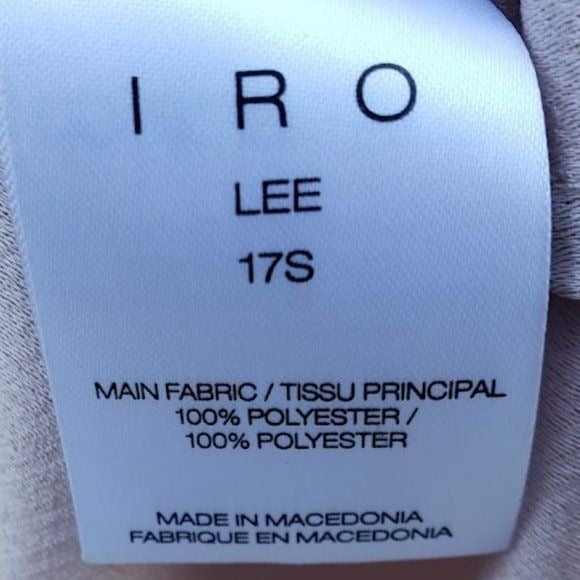 IRO
LEE
17S
MAIN FABRIC / TISSU PRINCIPAL
100% POLYESTER /
100% POLYESTER
MADE IN MACEDONIA
FABRIQUE EN MACEDONIA